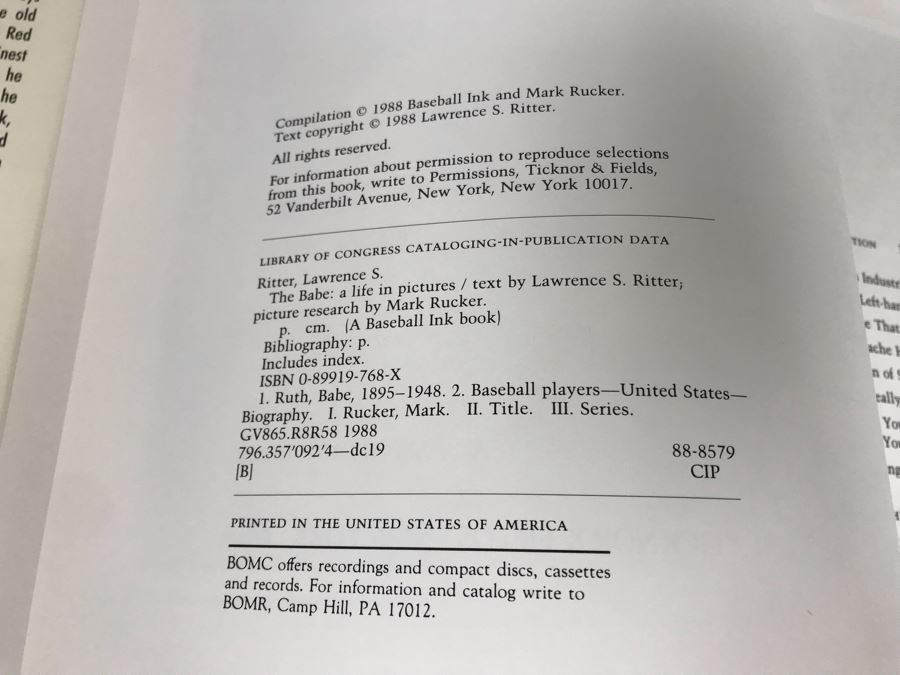 old
Red
he
he
k,
d
Compilation © 1988 Baseball Ink and Mark Rucker.
Text copyright © 1988 Lawrence S. Ritter.
All rights reserved.
For information about permission to reproduce selections
from this book, write to Permissions, Ticknor & Fields,
52 Vanderbilt Avenue, New York, New York 10017.
LIBRARY OF CONGRESS CATALOGING-IN-PUBLICATION DATA
Ritter, Lawrence S.
The Babe: a life in pictures / text by Lawrence S. Ritter;
picture research by Mark Rucker.
p. cm. (A Baseball Ink book)
Bibliography: p.
Includes index.
ISBN 0-89919-768-X
1. Ruth, Babe, 1895–1948. 2. Baseball players—United States—
Biography. I. Rucker, Mark. II. Title. III. Series.
GV865.R8R58 1988
796.357'092'4—dc19 88-8579
[B] CIP
PRINTED IN THE UNITED STATES OF AMERICA
BOMC offers recordings and compact discs, cassettes
and records. For information and catalog write to
BOMR, Camp Hill, PA 17012.
TION
Industr
Left-ha
e That
ache
n of
eally
You
You